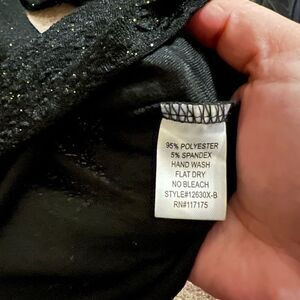 95% POLYESTER
5% SPANDEX
HAND WASH
FLAT DRY
NO BLEACH
STYLE#12630X-B
RN#117175